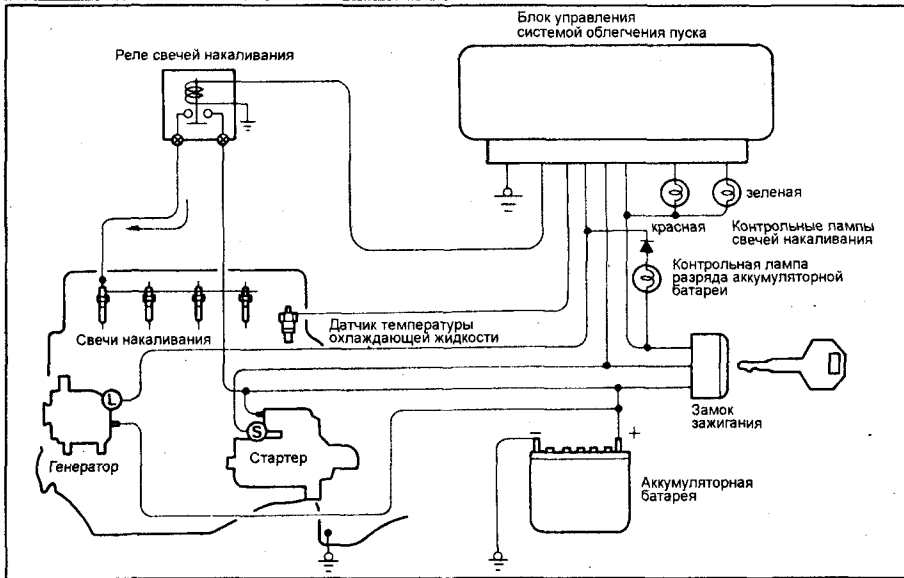 Блок управления
системой облегчения пуска
Реле свечей накаливания
зеленая
красная
Контрольные лампы
свечей накаливания
Контрольная лампа
разряда аккумуляторной
батареи
Датчик температуры
охлаждающей жидкости
Свечи накаливания
L
Генератор
S
Стартер
Замок
зажигания
− +
Аккумуляторная
батарея